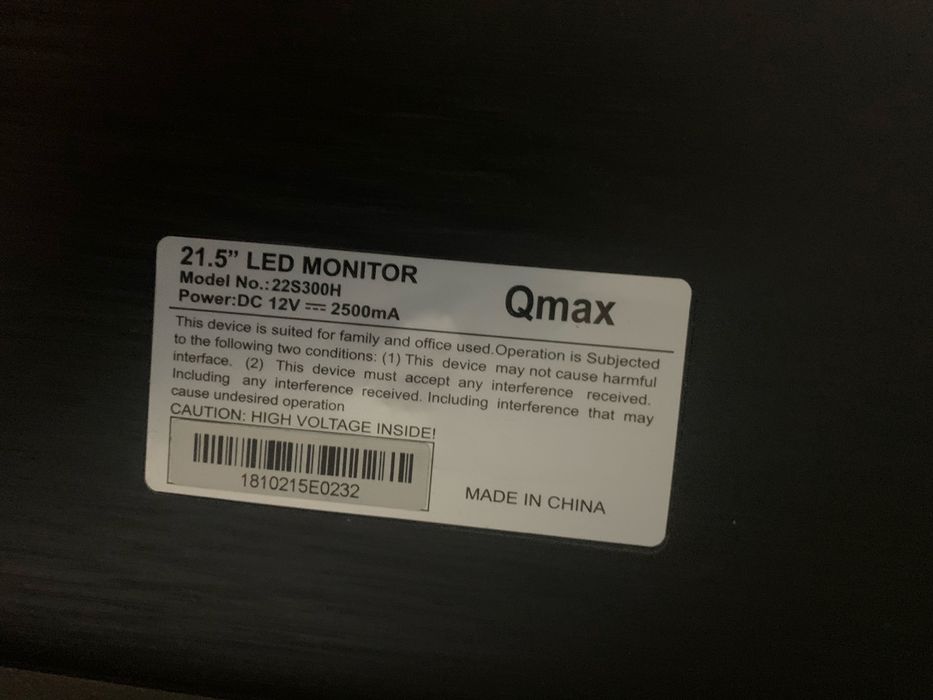 21.5” LED MONITOR
Model No.:22S300H
Power:DC 12V ⎓ 2500mA
Qmax
This device is suited for family and office used.Operation is Subjected
to the following two conditions: (1) This device may not cause harmful
interface. (2) This device must accept any interference received.
Including any interference received. Including interference that may
cause undesired operation
CAUTION: HIGH VOLTAGE INSIDE!
1810215E0232
MADE IN CHINA